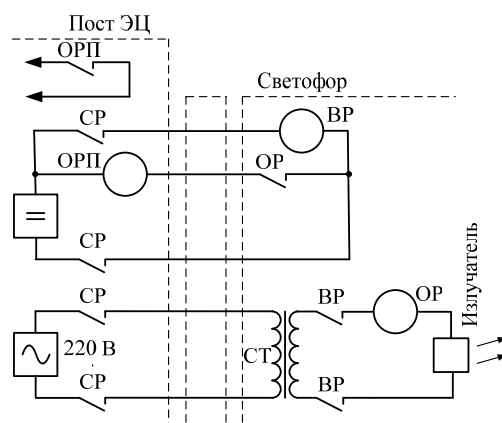 Пост ЭЦ
ОРП
Светофор
СР
ВР
ОРП
ОР
СР
СР
ВР
ОР
Излучатель
220 В
СТ
СР
ВР